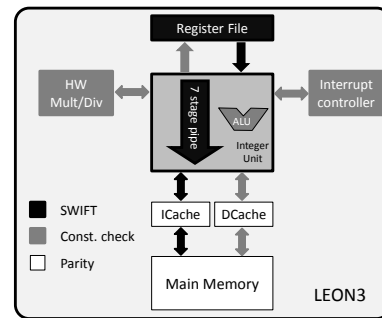 Register File
HW
Mult/Div
7 stage pipe
ALU
Integer
Unit
Interrupt
controller
ICache
DCache
SWIFT
Const. check
Parity
Main Memory
LEON3